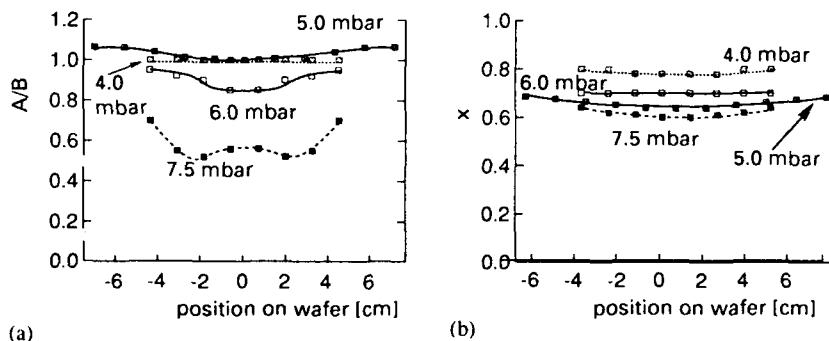 1.2
1.0
0.8
0.6
0.4
0.2
0.0
A/B
5.0 mbar
4.0
mbar
6.0 mbar
7.5 mbar
-6 -4 -2 0 2 4 6
position on wafer [cm]
(a)
1.0
0.8
0.6
0.4
0.2
0.0
x
4.0 mbar
6.0 mbar
7.5 mbar
5.0 mbar
-6 -4 -2 0 2 4 6
position on wafer [cm]
(b)